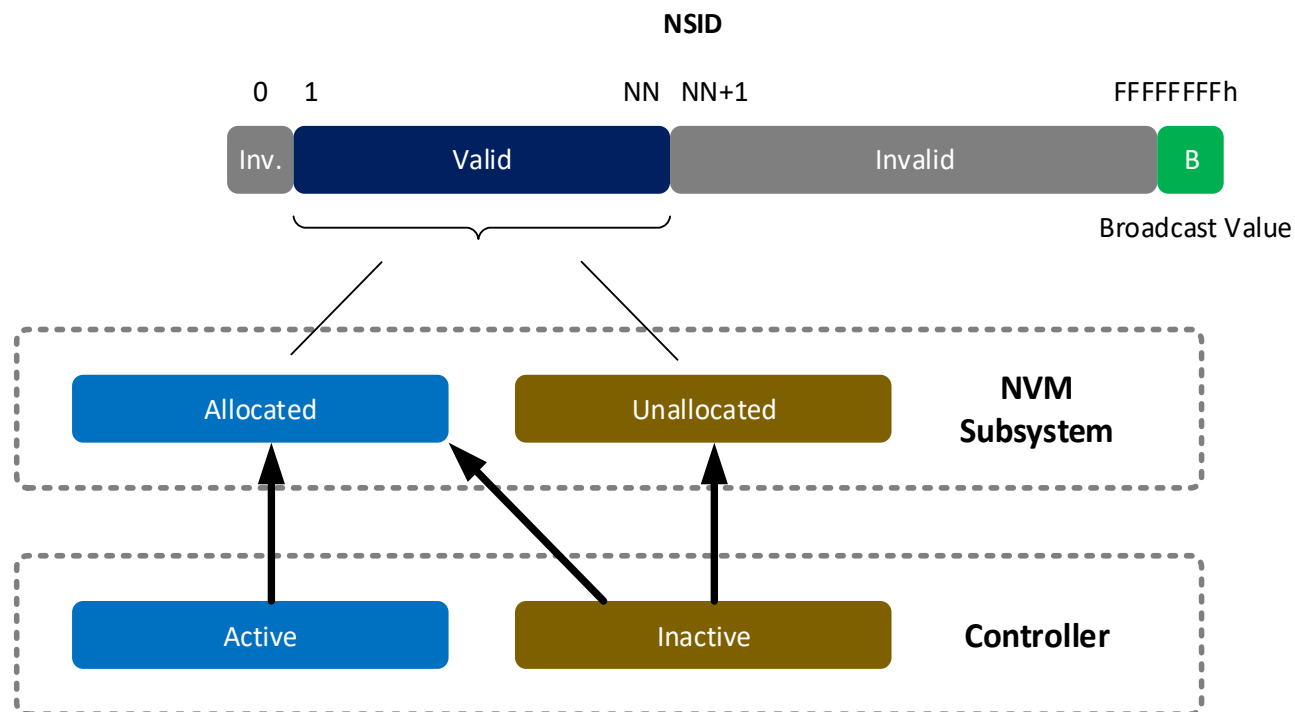 NSID
0 1 NN NN+1 FFFFFFFFh
Inv. Valid Invalid B
Broadcast Value
Allocated Unallocated
NVM
Subsystem
Active Inactive Controller